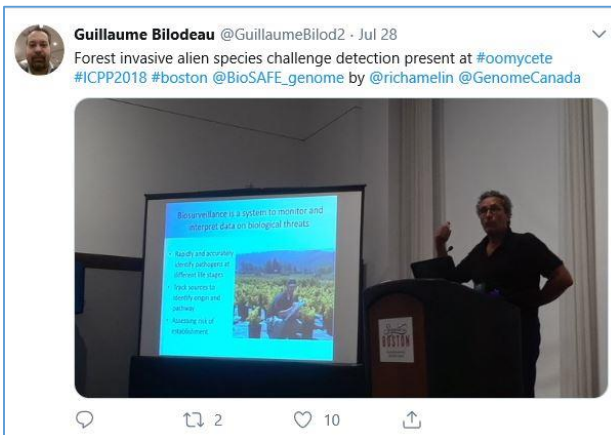 Guillaume Bilodeau @GuillaumeBilod2 · Jul 28
Forest invasive alien species challenge detection present at #oomycete
#ICPP2018 #boston @BioSAFE_genome by @richamelin @GenomeCanada
Biosurveillance is a system to monitor and
interpret data on biological threats
• Rapidly and accurately
identify pathogens at
different life stages
• Track sources to
identify origin and
pathway
• Assessing risk of
establishment
BOSTON
2
10